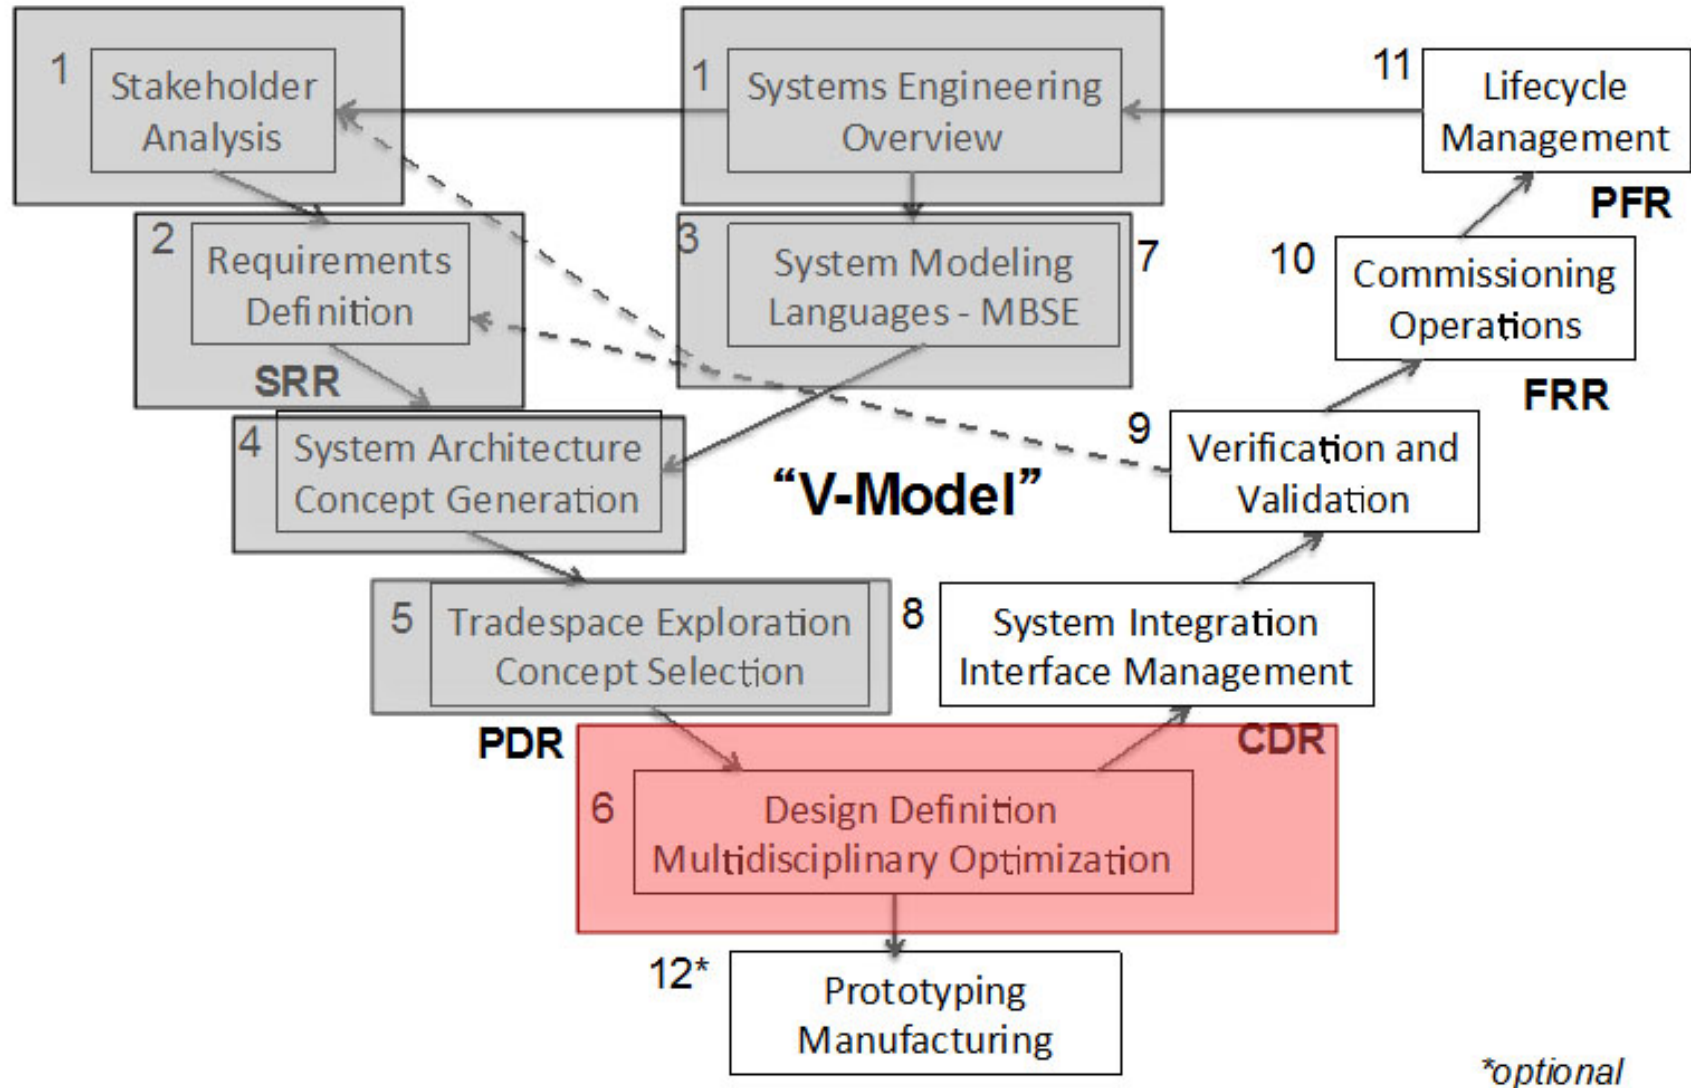 1
Stakeholder
Analysis
1
Systems Engineering
Overview
11
Lifecycle
Management
PFR
2
Requirements
Definition
SRR
3
System Modeling
Languages - MBSE
7
10
Commissioning
Operations
FRR
4
System Architecture
Concept Generation
“V-Model”
9
Verification and
Validation
5
Tradespace Exploration
Concept Selection
PDR
8
System Integration
Interface Management
CDR
6
Design Definition
Multidisciplinary Optimization
12*
Prototyping
Manufacturing
*optional